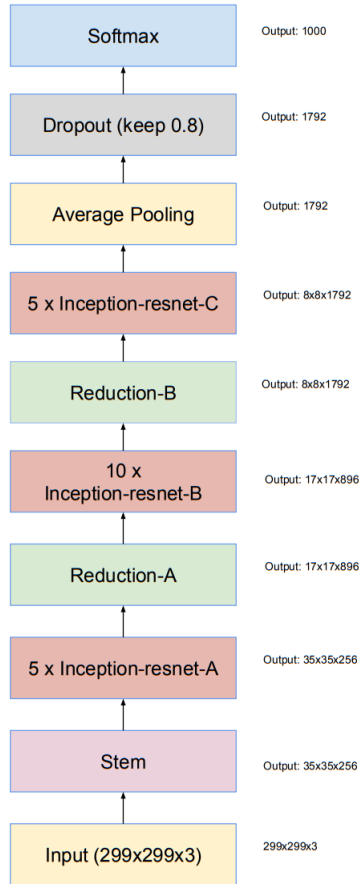 Softmax
Output: 1000
Dropout (keep 0.8)
Output: 1792
Average Pooling
Output: 1792
5 x Inception-resnet-C
Output: 8x8x1792
Reduction-B
Output: 8x8x1792
10 x
Inception-resnet-B
Output: 17x17x896
Reduction-A
Output: 17x17x896
5 x Inception-resnet-A
Output: 35x35x256
Stem
Output: 35x35x256
Input (299x299x3)
299x299x3